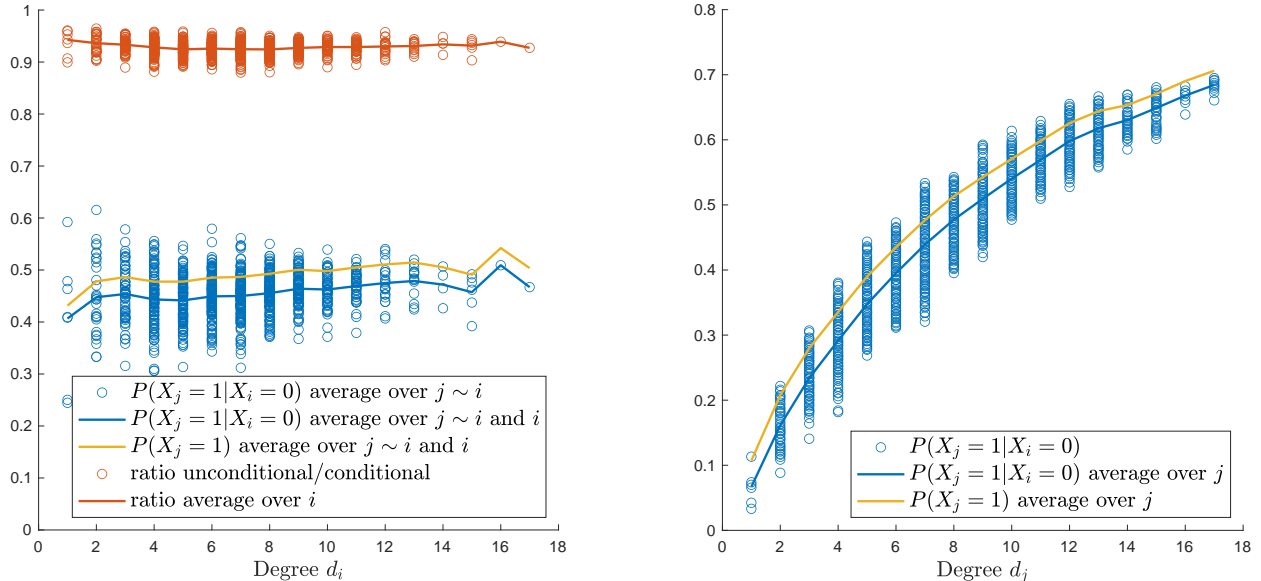 1
0.9
0.8
0.7
0.6
0.5
0.4
0.3
0.2
0.1
0
0 2 4 6 8 10 12 14 16 18
Degree $d_i$
$P(X_j = 1|X_i = 0)$ average over $j \sim i$
$P(X_j = 1|X_i = 0)$ average over $j \sim i$ and $i$
$P(X_j = 1)$ average over $j \sim i$ and $i$
ratio unconditional/conditional
ratio average over $i$
0.8
0.7
0.6
0.5
0.4
0.3
0.2
0.1
0
0 2 4 6 8 10 12 14 16 18
Degree $d_j$
$P(X_j = 1|X_i = 0)$
$P(X_j = 1|X_i = 0)$ average over $j$
$P(X_j = 1)$ average over $j$